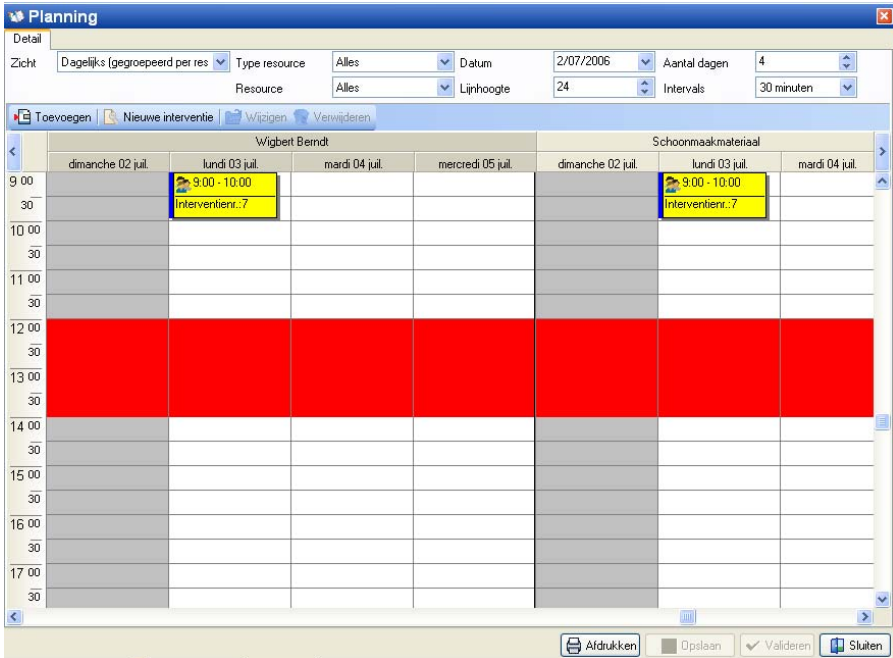 Planning
Detail
Zicht Dagelijks (gegroepeerd per res Type resource Alles Datum 2/07/2006 Aantal dagen 4
Resource Alles Lijnhoogte 24 Intervals 30 minuten
Toevoegen Nieuwe interventie Wijzigen Verwijderen
Wigbert Berndt Schoonmaakmateriaal
dimanche 02 juil. lundi 03 juil. mardi 04 juil. mercredi 05 juil. dimanche 02 juil. lundi 03 juil. mardi 04 juil.
9 00 9:00 - 10:00 9:00 - 10:00
30 Interventienr.:7 Interventienr.:7
10 00
30
11 00
30
12 00
30
13 00
30
14 00
30
15 00
30
16 00
30
17 00
30
Afdrukken Opslaan Valideren Sluiten